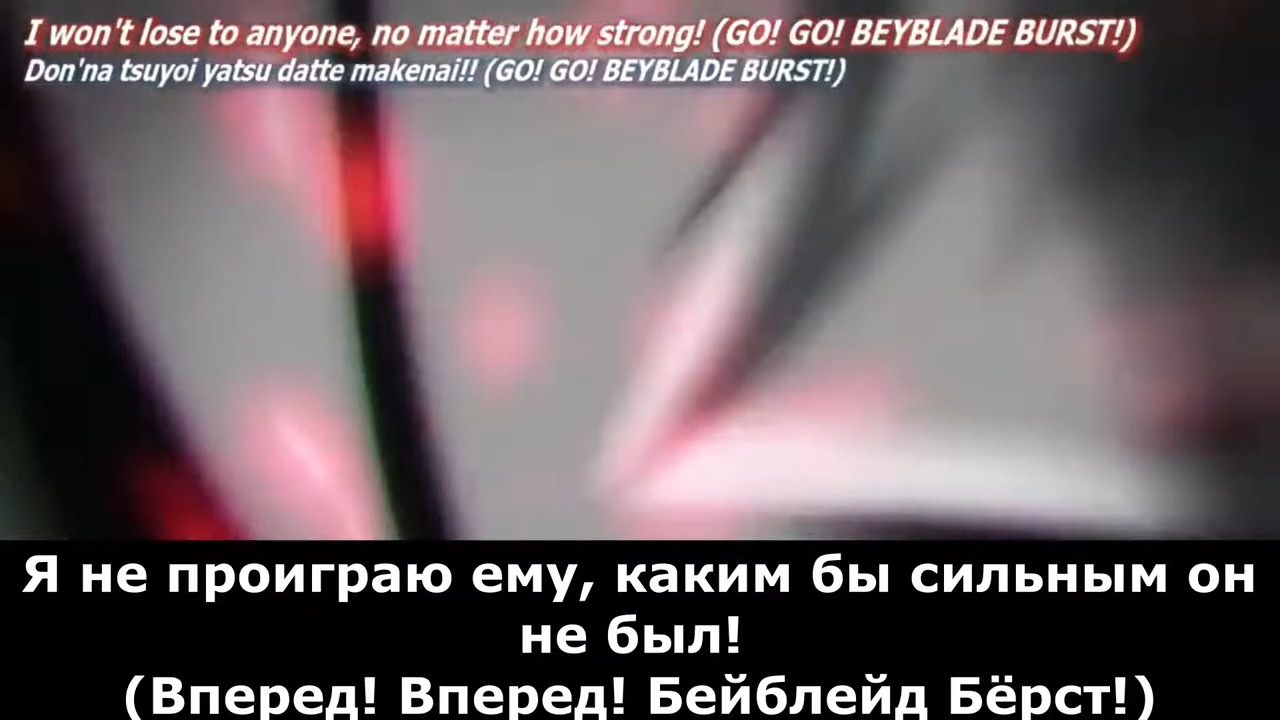 I won't lose to anyone, no matter how strong! (GO! GO! BEYBLADE BURST!)
Don'na tsuyoi yatsu datte makenai!! (GO! GO! BEYBLADE BURST!)
Я не проиграю ему, каким бы сильным он
не был!
(Вперед! Вперед! Бейблейд Бёрст!)